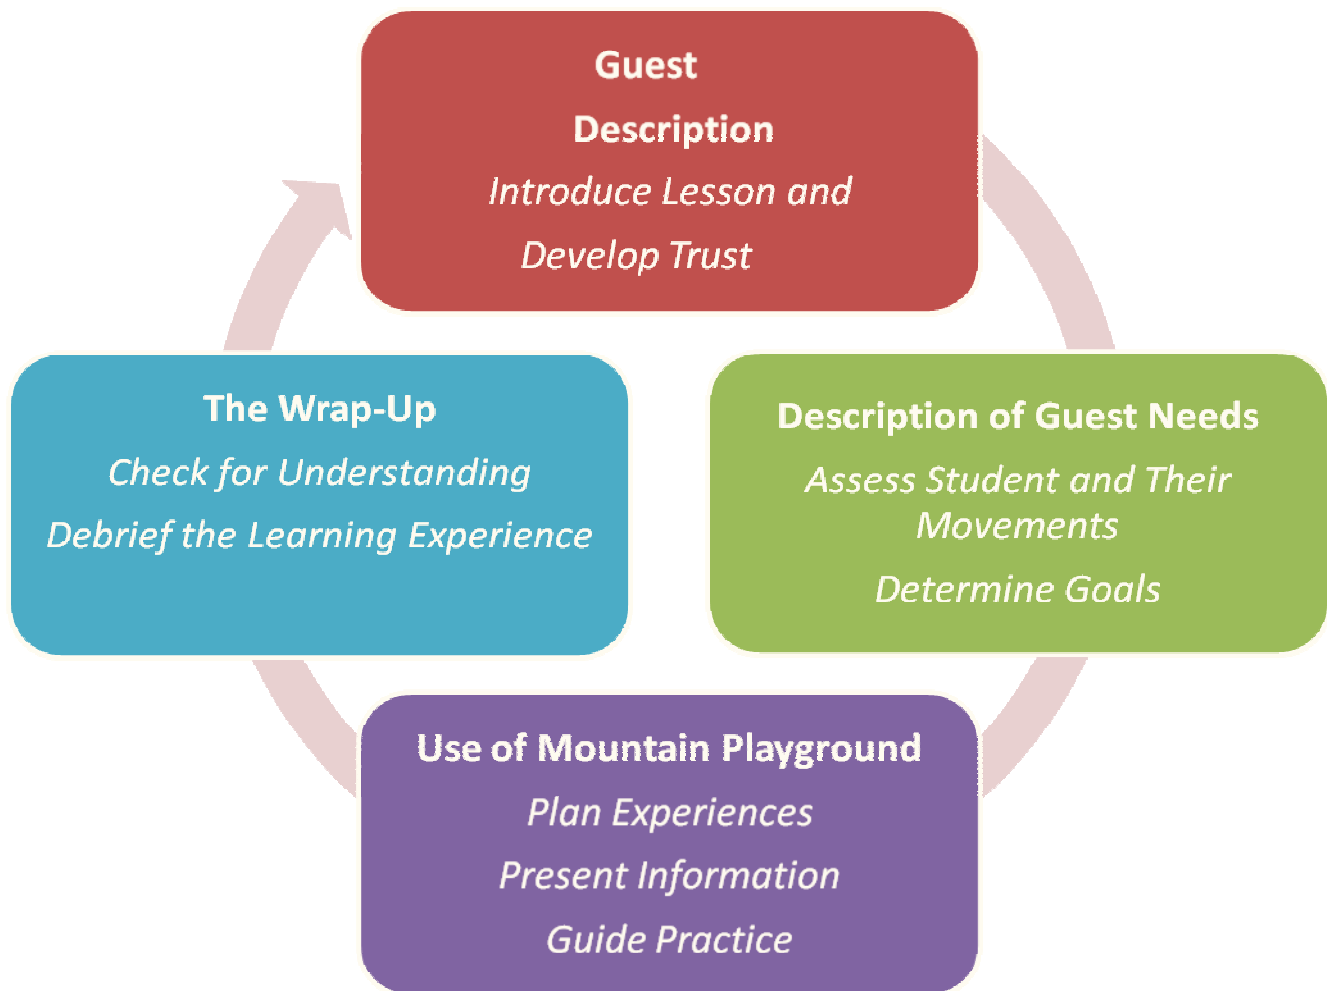 Guest
Description
Introduce Lesson and
Develop Trust
Description of Guest Needs
Assess Student and Their
Movements
Determine Goals
Use of Mountain Playground
Plan Experiences
Present Information
Guide Practice
The Wrap-Up
Check for Understanding
Debrief the Learning Experience